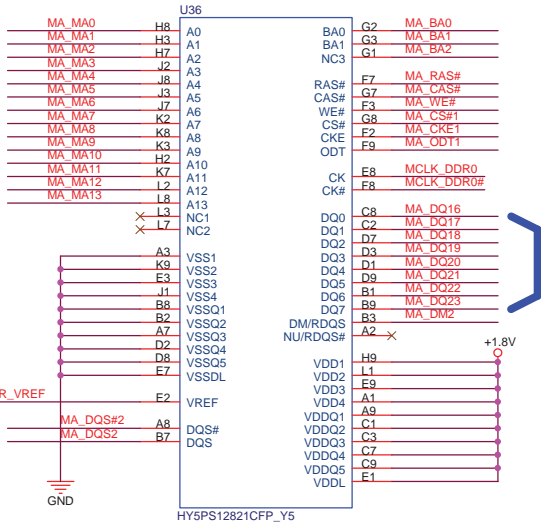 U36
MA_MA0 H8 A0 BA0 G2 MA_BA0
MA_MA1 H3 A1 BA1 G3 MA_BA1
MA_MA2 H7 A2 NC3 G1 MA_BA2
MA_MA3 J2 A3
MA_MA4 J8 A4 RAS# F7 MA_RAS#
MA_MA5 J3 A5 CAS# G7 MA_CAS#
MA_MA6 J7 A6 WE# F3 MA_WE#
MA_MA7 K2 A7 CS# G8 MA_CS#1
MA_MA8 K8 A8 CKE F2 MA_CKE1
MA_MA9 K3 A9 ODT F9 MA_ODT1
MA_MA10 H2 A10
MA_MA11 K7 A11 CK E8 MCLK_DDR0
MA_MA12 L2 A12 CK# F8 MCLK_DDR0#
MA_MA13 L8 A13
L3 NC1 DQ0 C8 MA_DQ16
L7 NC2 DQ1 C2 MA_DQ17
DQ2 D7 MA_DQ18
A3 VSS1 DQ3 D3 MA_DQ19
K9 VSS2 DQ4 D1 MA_DQ20
E3 VSS3 DQ5 D9 MA_DQ21
J1 VSS4 DQ6 B1 MA_DQ22
B8 VSSQ1 DQ7 B9 MA_DQ23
B2 VSSQ2 DM/RDQS B3 MA_DM2
A7 VSSQ3 NU/RDQS# A2
D2 VSSQ4 +1.8V
D8 VSSQ5 VDD1 H9
E7 VSSDL VDD2 L1
VDD3 E9
R_VREF E2 VREF VDD4 A1
VDDQ1 A9
MA_DQS#2 A8 DQS# VDDQ2 C1
MA_DQS2 B7 DQS VDDQ3 C3
VDDQ4 C7
VDDQ5 C9
VDDL E1
GND
HY5PS12821CFP_Y5